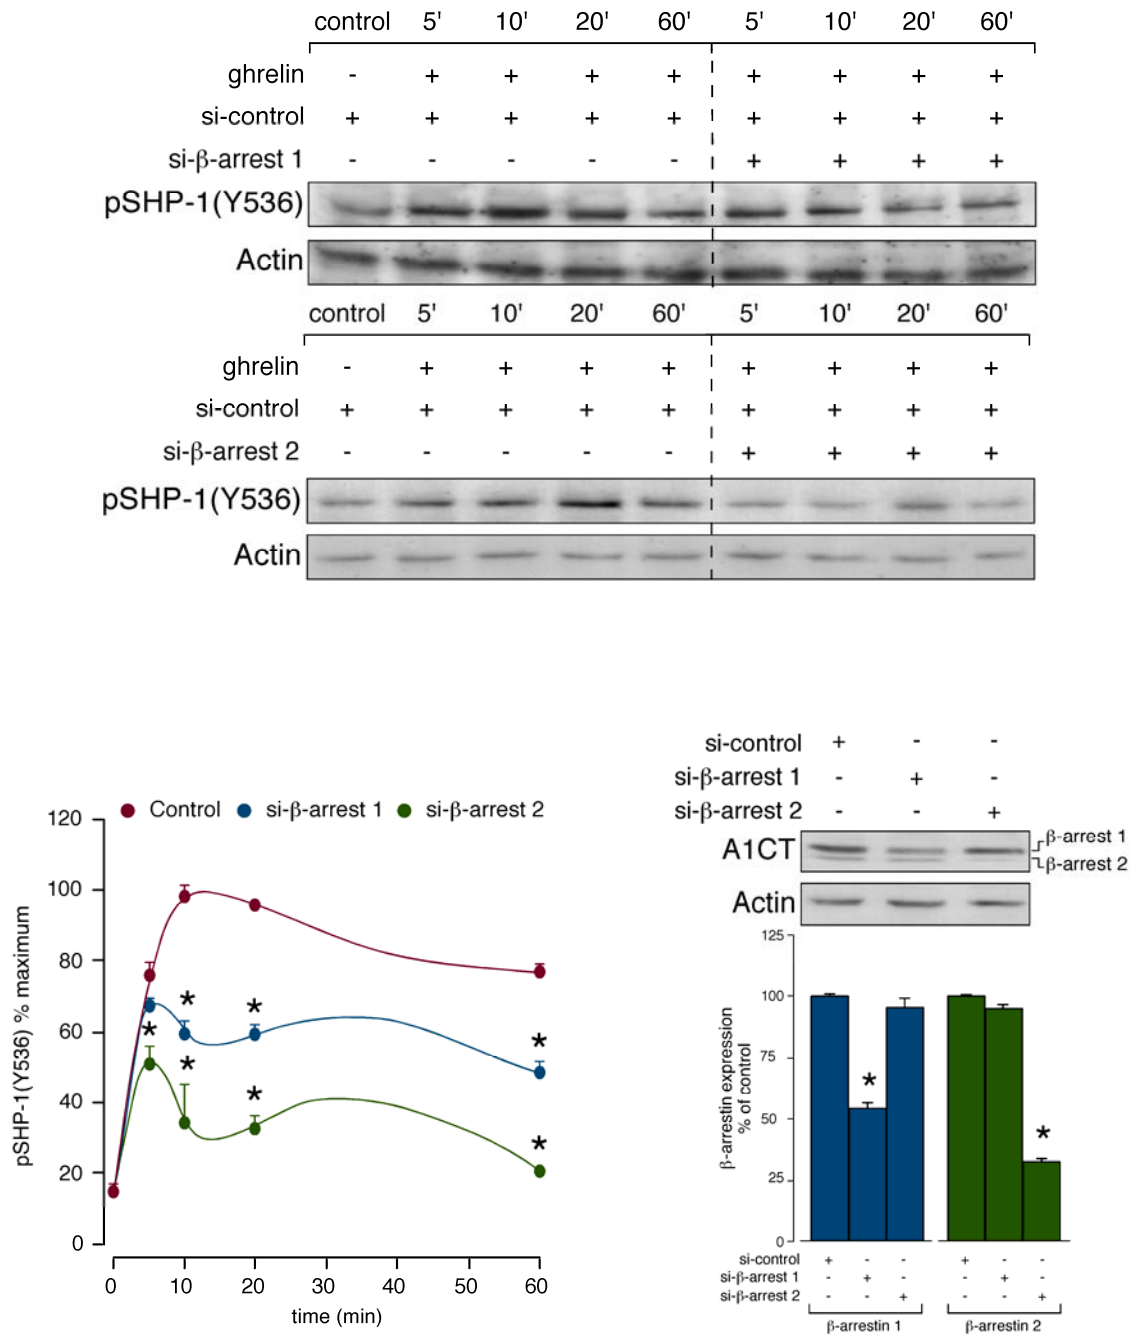 control 5' 10' 20' 60' 5' 10' 20' 60'
ghrelin - + + + + + + + +
si-control + + + + + + + + +
si-β-arrest 1 - - - - - + + + +
pSHP-1(Y536)
Actin
control 5' 10' 20' 60' 5' 10' 20' 60'
ghrelin - + + + + + + + +
si-control + + + + + + + + +
si-β-arrest 2 - - - - - + + + +
pSHP-1(Y536)
Actin
Control si-β-arrest 1 si-β-arrest 2
pSHP-1(Y536) % maximum
120
100
80
60
40
20
0
* * * *
* * *
0 10 20 30 40 50 60
time (min)
si-control + - -
si-β-arrest 1 - + -
si-β-arrest 2 - - +
A1CT
β-arrest 1
β-arrest 2
Actin
β-arrestin expression
% of control
125
100
75
50
25
0
* *
si-control + - - + - -
si-β-arrest 1 - + - - + -
si-β-arrest 2 - - + - - +
β-arrestin 1 β-arrestin 2